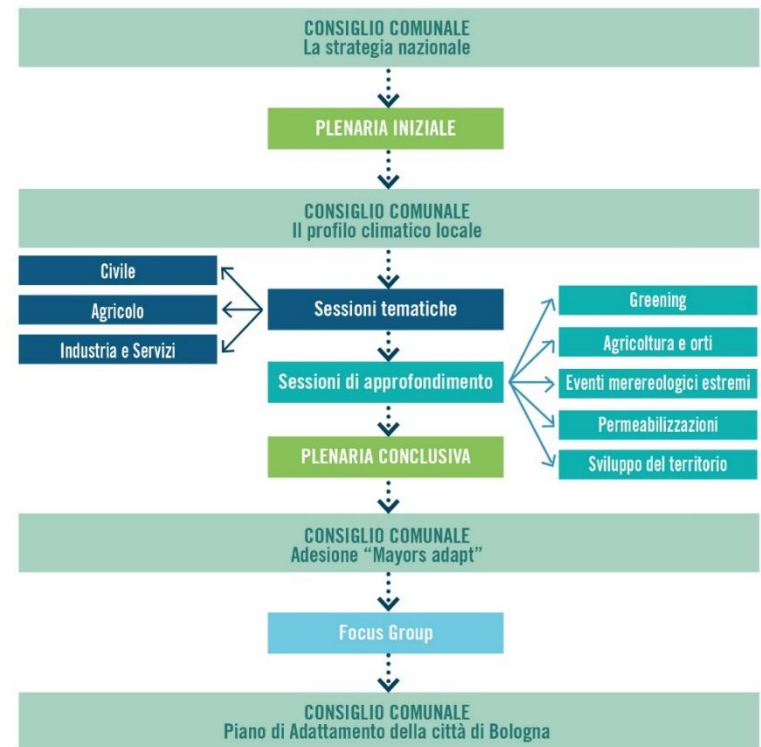 CONSIGLIO COMUNALE
La strategia nazionale
PLENARIA INIZIALE
CONSIGLIO COMUNALE
Il profilo climatico locale
Civile
Agricolo
Industria e Servizi
Sessioni tematiche
Sessioni di approfondimento
Greening
Agricoltura e orti
Eventi merereologici estremi
Permeabilizzazioni
Sviluppo del territorio
PLENARIA CONCLUSIVA
CONSIGLIO COMUNALE
Adesione “Mayors adapt”
Focus Group
CONSIGLIO COMUNALE
Piano di Adattamento della città di Bologna